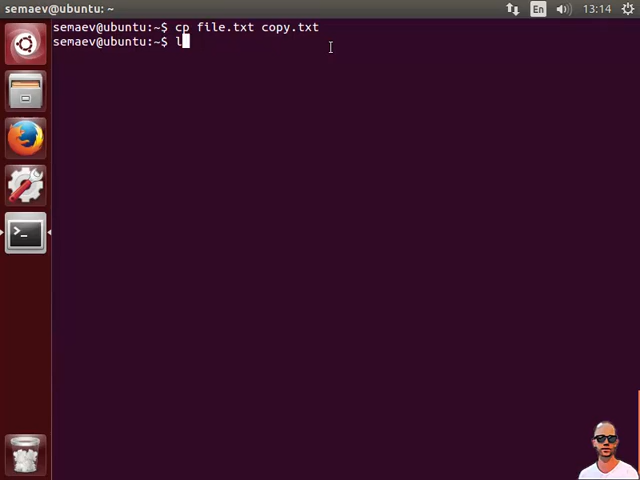 semaev@ubuntu: ~
En
13:14
semaev@ubuntu:~$ cp file.txt copy.txt
semaev@ubuntu:~$ l
>_